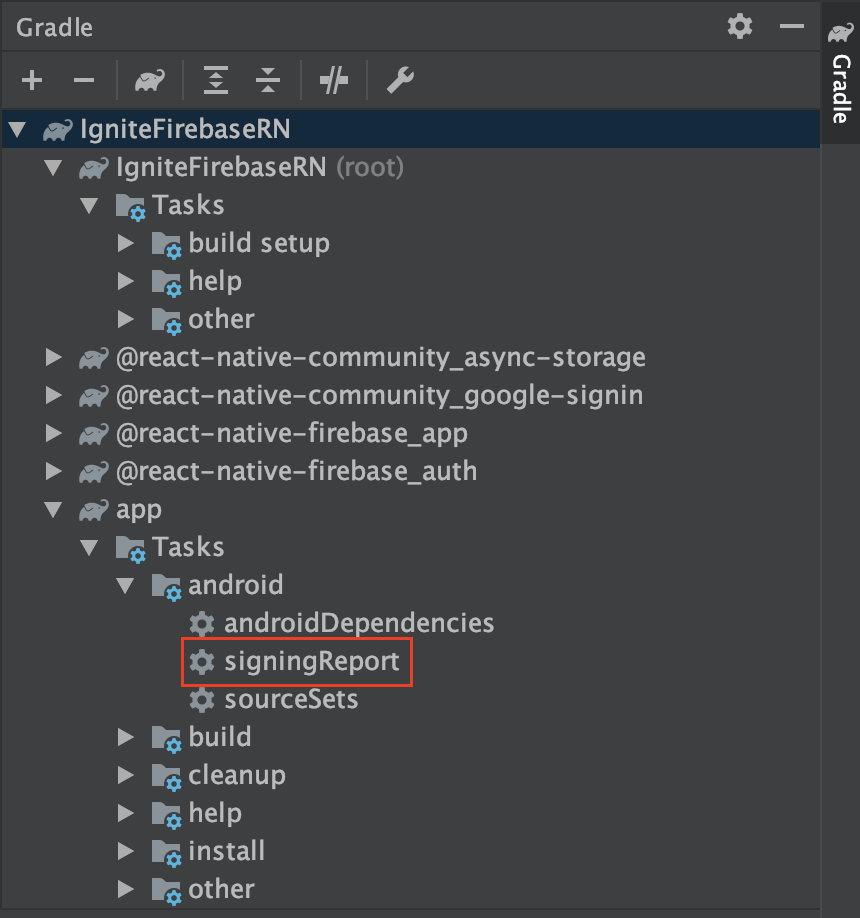 Gradle
Gradle
IgniteFirebaseRN
IgniteFirebaseRN (root)
Tasks
build setup
help
other
@react-native-community_async-storage
@react-native-community_google-signin
@react-native-firebase_app
@react-native-firebase_auth
app
Tasks
android
androidDependencies
signingReport
sourceSets
build
cleanup
help
install
other